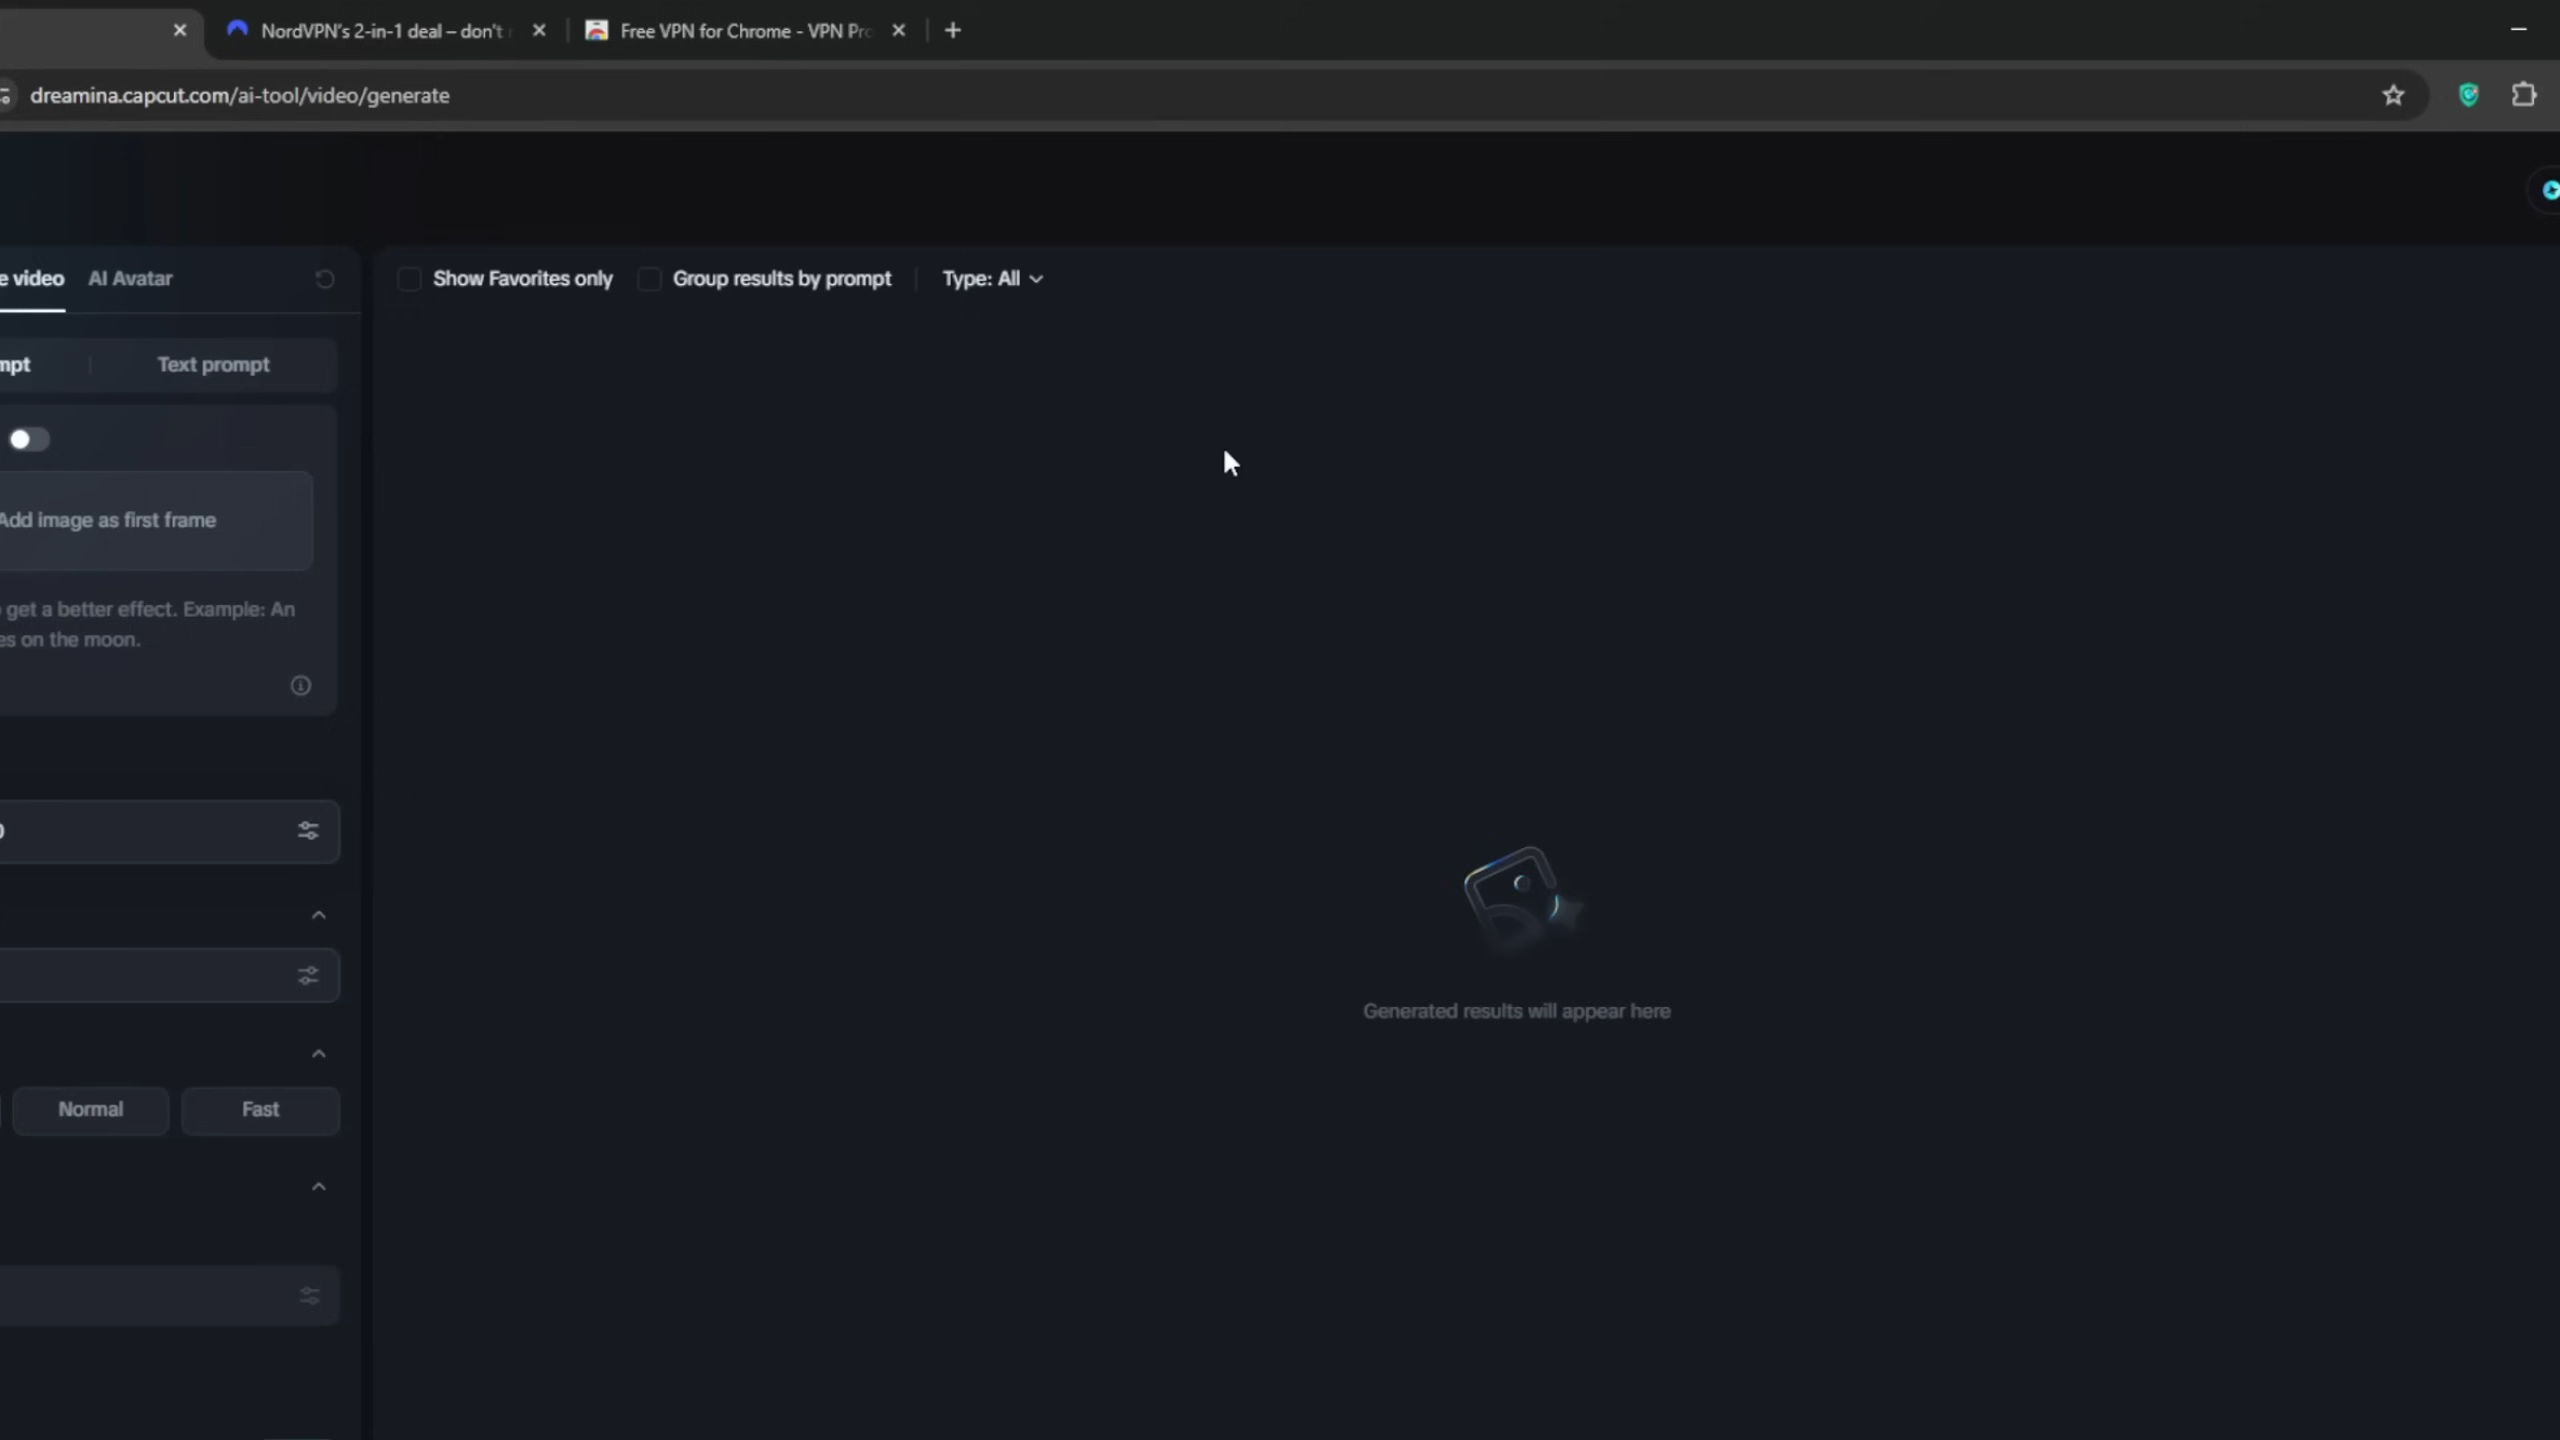 NordVPN's 2-in-1 deal – don't
Free VPN for Chrome - VPN Pro
dreamina.capcut.com/ai-tool/video/generate
e video
AI Avatar
Show Favorites only
Group results by prompt
Type: All
mpt
Text prompt
Add image as first frame
get a better effect. Example: An
es on the moon.
Normal
Fast
Generated results will appear here